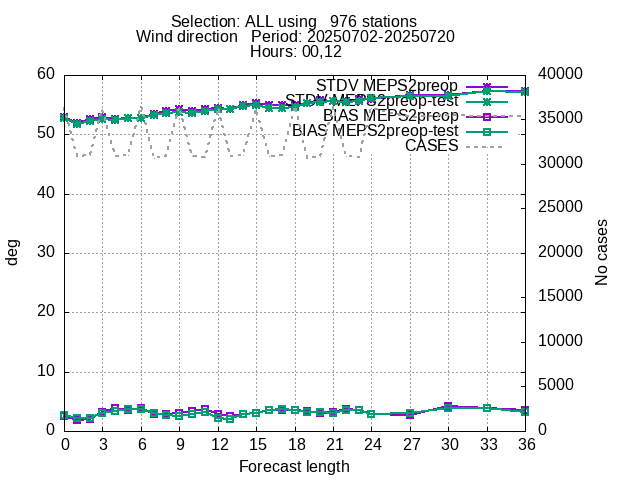 Selection: ALL using   976 stations
Wind direction   Period: 20250702-20250720
Hours: 00,12
60
50
40
30
20
10
0
deg
STDV MEPS2preop
STDV MEPS2preop-test
BIAS MEPS2preop
BIAS MEPS2preop-test
CASES
40000
35000
30000
25000
20000
15000
10000
5000
0
No cases
0 3 6 9 12 15 18 21 24 27 30 33 36
Forecast length